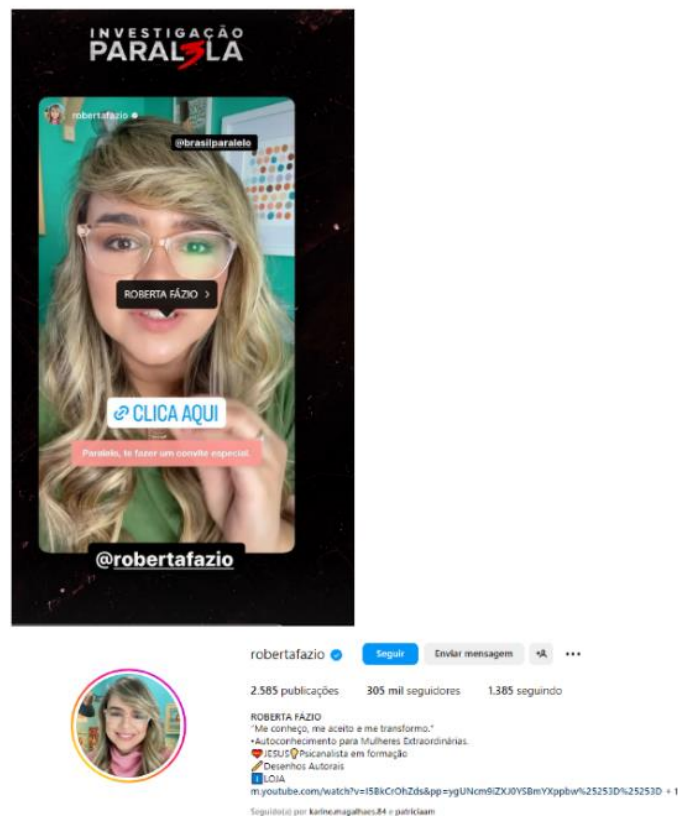 INVESTIGAÇÃO
PARAL3LA
robertafazio
@brasilparalelo
ROBERTA FÁZIO >
CLICA AQUI
Paralelo, te fazer um convite especial.
@robertafazio
robertafazio Seguir Enviar mensagem
2.585 publicações 305 mil seguidores 1.385 seguindo
ROBERTA FÁZIO
"Me conheço, me aceito e me transformo."
•Autoconhecimento para Mulheres Extraordinárias.
JESUS Psicanalista em formação
Desenhos Autorais
LOJA
m.youtube.com/watch?v=I5BkCrOhZds&pp=ygUNcm9iZXJ0YSBmYXppbw%25253D%25253D + 1
Seguido(a) por karine.magalhaes.84 e patriciaam